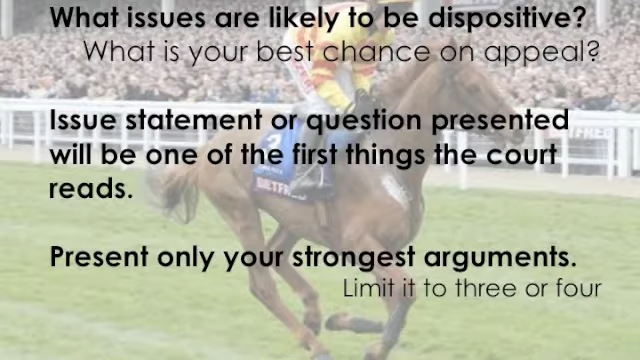 What issues are likely to be dispositive?
What is your best chance on appeal?
Issue statement or question presented
will be one of the first things the court
reads.
Present only your strongest arguments.
Limit it to three or four